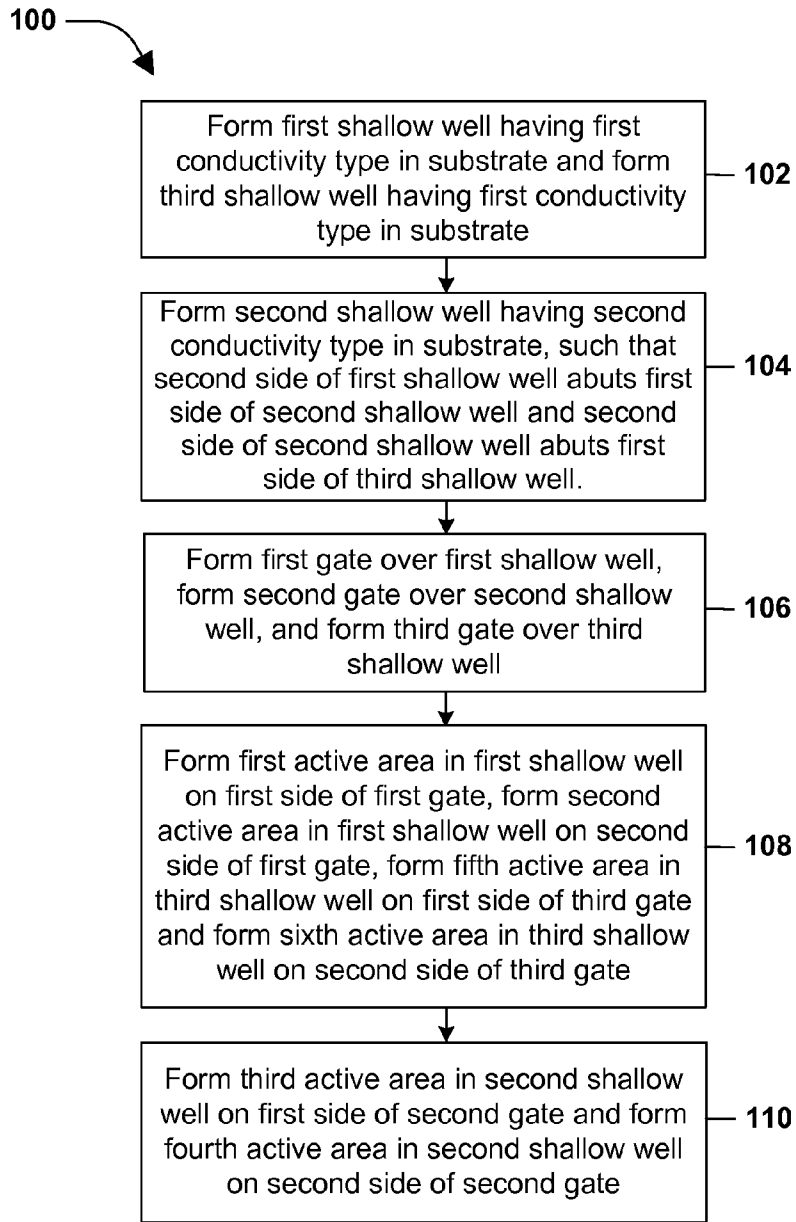 100
Form first shallow well having first
conductivity type in substrate and form
third shallow well having first conductivity
type in substrate
102
Form second shallow well having second
conductivity type in substrate, such that
second side of first shallow well abuts first
side of second shallow well and second
side of second shallow well abuts first
side of third shallow well.
104
Form first gate over first shallow well,
form second gate over second shallow
well, and form third gate over third
shallow well
106
Form first active area in first shallow well
on first side of first gate, form second
active area in first shallow well on second
side of first gate, form fifth active area in
third shallow well on first side of third gate
and form sixth active area in third shallow
well on second side of third gate
108
Form third active area in second shallow
well on first side of second gate and form
fourth active area in second shallow well
on second side of second gate
110